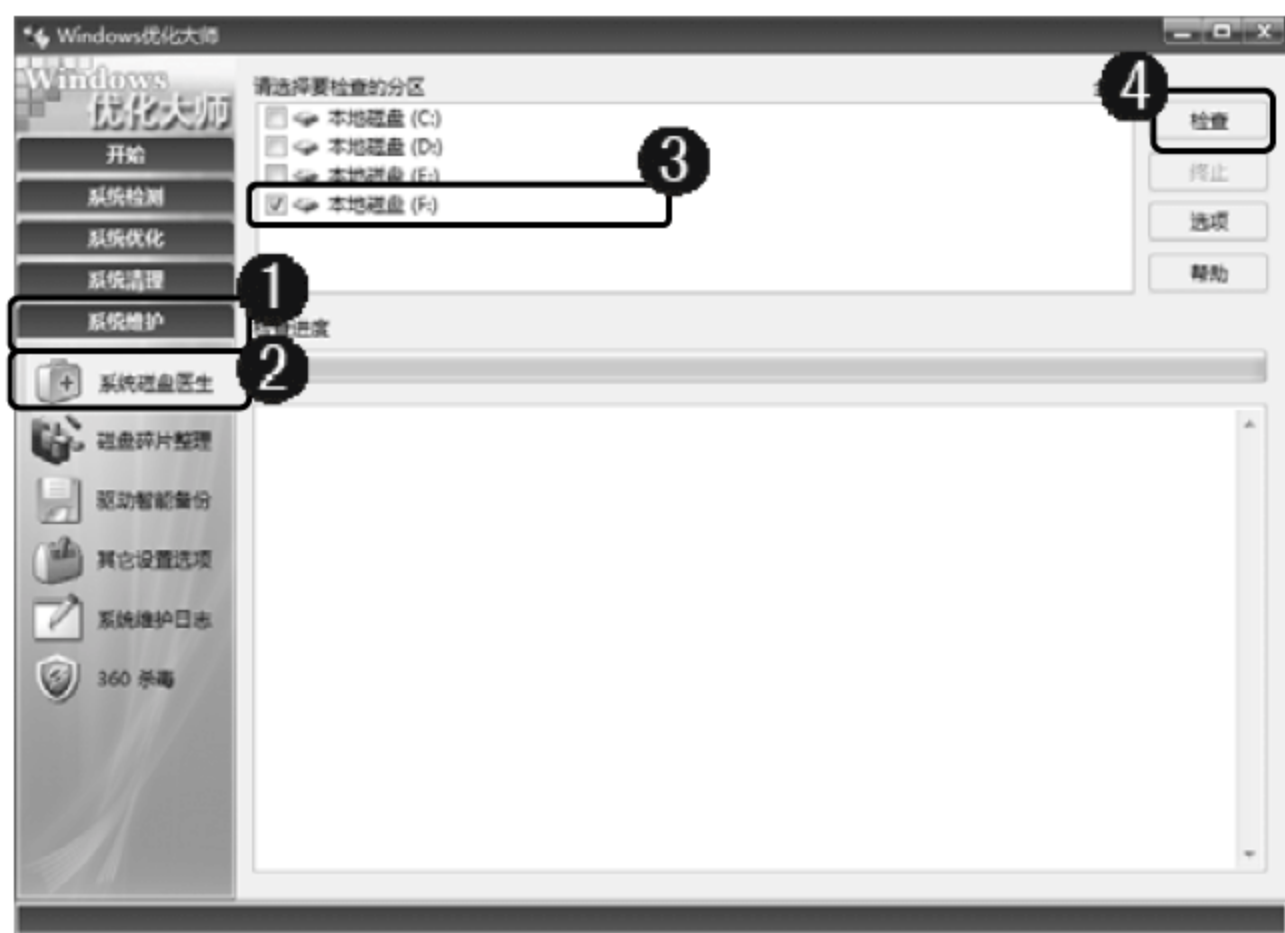 Windows优化大师
Windows
优化大师
开始
系统检测
系统优化
系统清理
系统维护
1
系统磁盘医生
2
磁盘碎片整理
驱动智能备份
其它设置选项
系统维护日志
360 杀毒
请选择要检查的分区
本地磁盘 (C:)
本地磁盘 (D:)
本地磁盘 (E:)
本地磁盘 (F:)
3
4
检查
终止
选项
帮助
进度